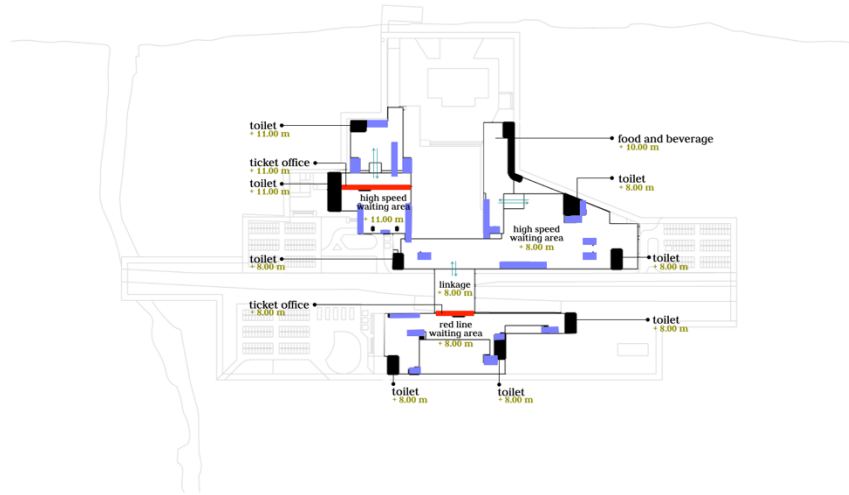 toilet
+ 11.00 m
ticket office
+ 11.00 m
toilet
+ 11.00 m
high speed
waiting area
+ 11.00 m
food and beverage
+ 10.00 m
toilet
+ 8.00 m
high speed
waiting area
+ 8.00 m
toilet
+ 8.00 m
toilet
+ 8.00 m
linkage
+ 8.00 m
ticket office
+ 8.00 m
red line
waiting area
+ 8.00 m
toilet
+ 8.00 m
toilet
+ 8.00 m
toilet
+ 8.00 m